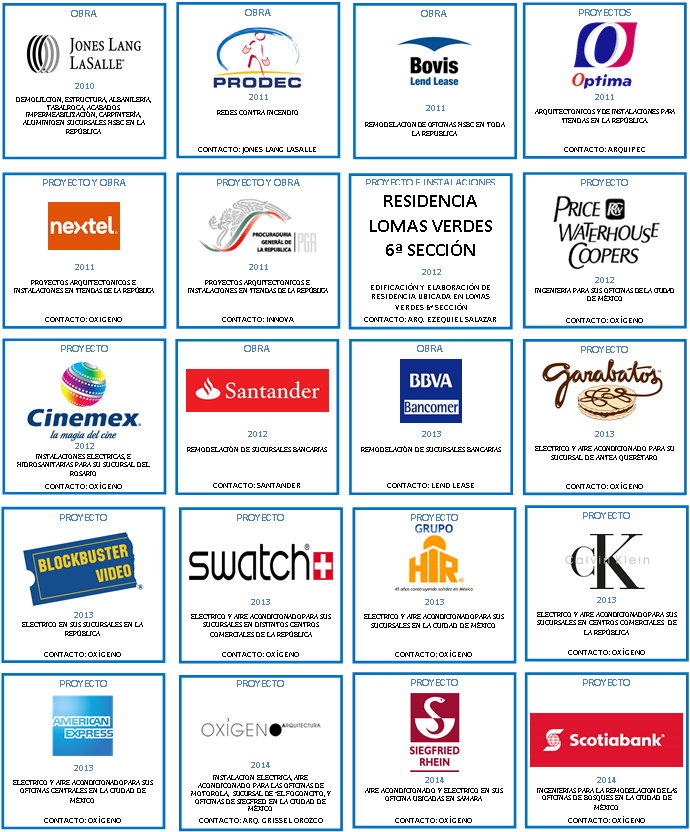 OBRA
JONES LANG
LASALLE®
2010
DEMOLILCION, ESTRUCTURA, ALBAÑILERIA,
TABALROCA, ACABADOS
IMPERMEABILIZACIÓN, CARPINTERÍA,
ALUMINIO EN SUCURSALES HSBC EN LA
REPÚBLICA
OBRA
PRODEC
2011
REDES CONTRA INCENDIO
CONTACTO: JONES LANG LASALLE
OBRA
Bovis
Lend Lease
2011
REMODELACION DE OFICINAS HSBC EN TODA
LA REPUBLICA
PROYECTOS
Optima
2011
ARQUITECTONICOS Y DE INSTALACIONES PARA
TIENDAS EN LA REPÚBLICA.
CONTACTO: ARQUIPEC
PROYECTO Y OBRA
nextel
2011
PROYECTOS ARQUITECTONICOS E
INSTALACIONES EN TIENDAS DE LA REPÚBLICA
CONTACTO: OXIGENO
PROYECTO Y OBRA
PROCURADURIA
GENERAL DE
LA REPUBLICA
PGR
2011
PROYECTOS ARQUITECTONICOS E
INSTALACIONES EN TIENDAS DE LA REPÚBLICA
CONTACTO: INNOVA
PROYECTO E INSTALACIONES
RESIDENCIA
LOMAS VERDES
6ª SECCIÓN
2012
EDIFICACIÓN Y ELABORACIÓN DE
RESIDENCIA UBICADA EN LOMAS
VERDES 6ª SECCIÓN
CONTACTO: ARQ. EZEQUIEL SALAZAR
PROYECTO
PRICE
WATERHOUSE
COOPERS
2012
INGENIERIA PARA SUS OFICINAS DE LA CIUDAD
DE MÉXICO
CONTACTO: OXÍGENO
PROYECTO
Cinemex®
la magia del cine
2012
INSTALACIONES ELECTRICAS, E
HIDROSANITARIAS PARA SU SUCURSAL DEL
ROSARIO
CONTACTO: OXÍGENO
OBRA
Santander
2012
REMODELACIÓN DE SUCURSALES BANCARIAS
CONTACTO: SANTANDER
OBRA
BBVA
Bancomer
2013
REMODELACIÓN DE SUCURSALES BANCARIAS
CONTACTO: LEND LEASE
PROYECTO
Garabatos
2013
ELECTRICO Y AIRE ACONDICIONADO PARA SU
SUCURSAL DE ANTEA QUERÉTARO
CONTACTO: OXÍGENO
PROYECTO
BLOCKBUSTER
VIDEO
®
2013
ELECTRICO EN SUS SUCURSALES EN LA
REPÚBLICA
CONTACTO: OXÍGENO
PROYECTO
swatch
2013
ELECTRICO Y AIRE ACONDICIONADO PARA SUS
SUCURSALES EN DISTINTOS CENTROS
COMERCIALES DE LA REPÚBLICA
CONTACTO: OXÍGENO
PROYECTO
GRUPO
HIR
45 años construyendo solidez en México
2013
ELECTRICO Y AIRE ACONDICIONADO PARA SUS
SUCURSALES EN LA CIUDAD DE MÉXICO
CONTACTO: OXÍGENO
PROYECTO
cK
Calvin Klein
2013
ELECTRICO Y AIRE ACONDICIONADO PARA SUS
SUCURSALES EN CENTROS COMERCIALES DE
LA REPÚBLICA
CONTACTO: OXÍGENO
PROYECTO
AMERICAN
EXPRESS
2013
ELECTRICO Y AIRE ACONDICIONADO PARA SUS
OFICINAS CENTRALES EN LA CIUDAD DE
MÉXICO
CONTACTO: OXÍGENO
PROYECTO
OXÍGENO ARQUITECTURA
3
2014
INSTALACION ELECTRICA, AIRE
ACONDICONADO PARA LAS OFICINAS DE
MOTOROLA, SUCURSAL DE "ELFOGONCITO, Y
OFICINAS DE SIEGFRED EN LA CIUDAD DE
MÉXICO
CONTACTO: ARQ. GRISSEL OROZCO
PROYECTO
SIEGFRIED
RHEIN
2014
AIRE ACONDICIONADO Y ELECTRICO EN SUS
OFICINA UBICADAS EN SAMARA
CONTACTO: OXÍGENO
PROYECTO
Scotiabank
2014
INGENIERIAS PARA LA REMODELACION DE LAS
OFICINAS DE BOSQUES EN LA CIUDAD DE
MÉXICO
CONTACTO: OXÍGENO